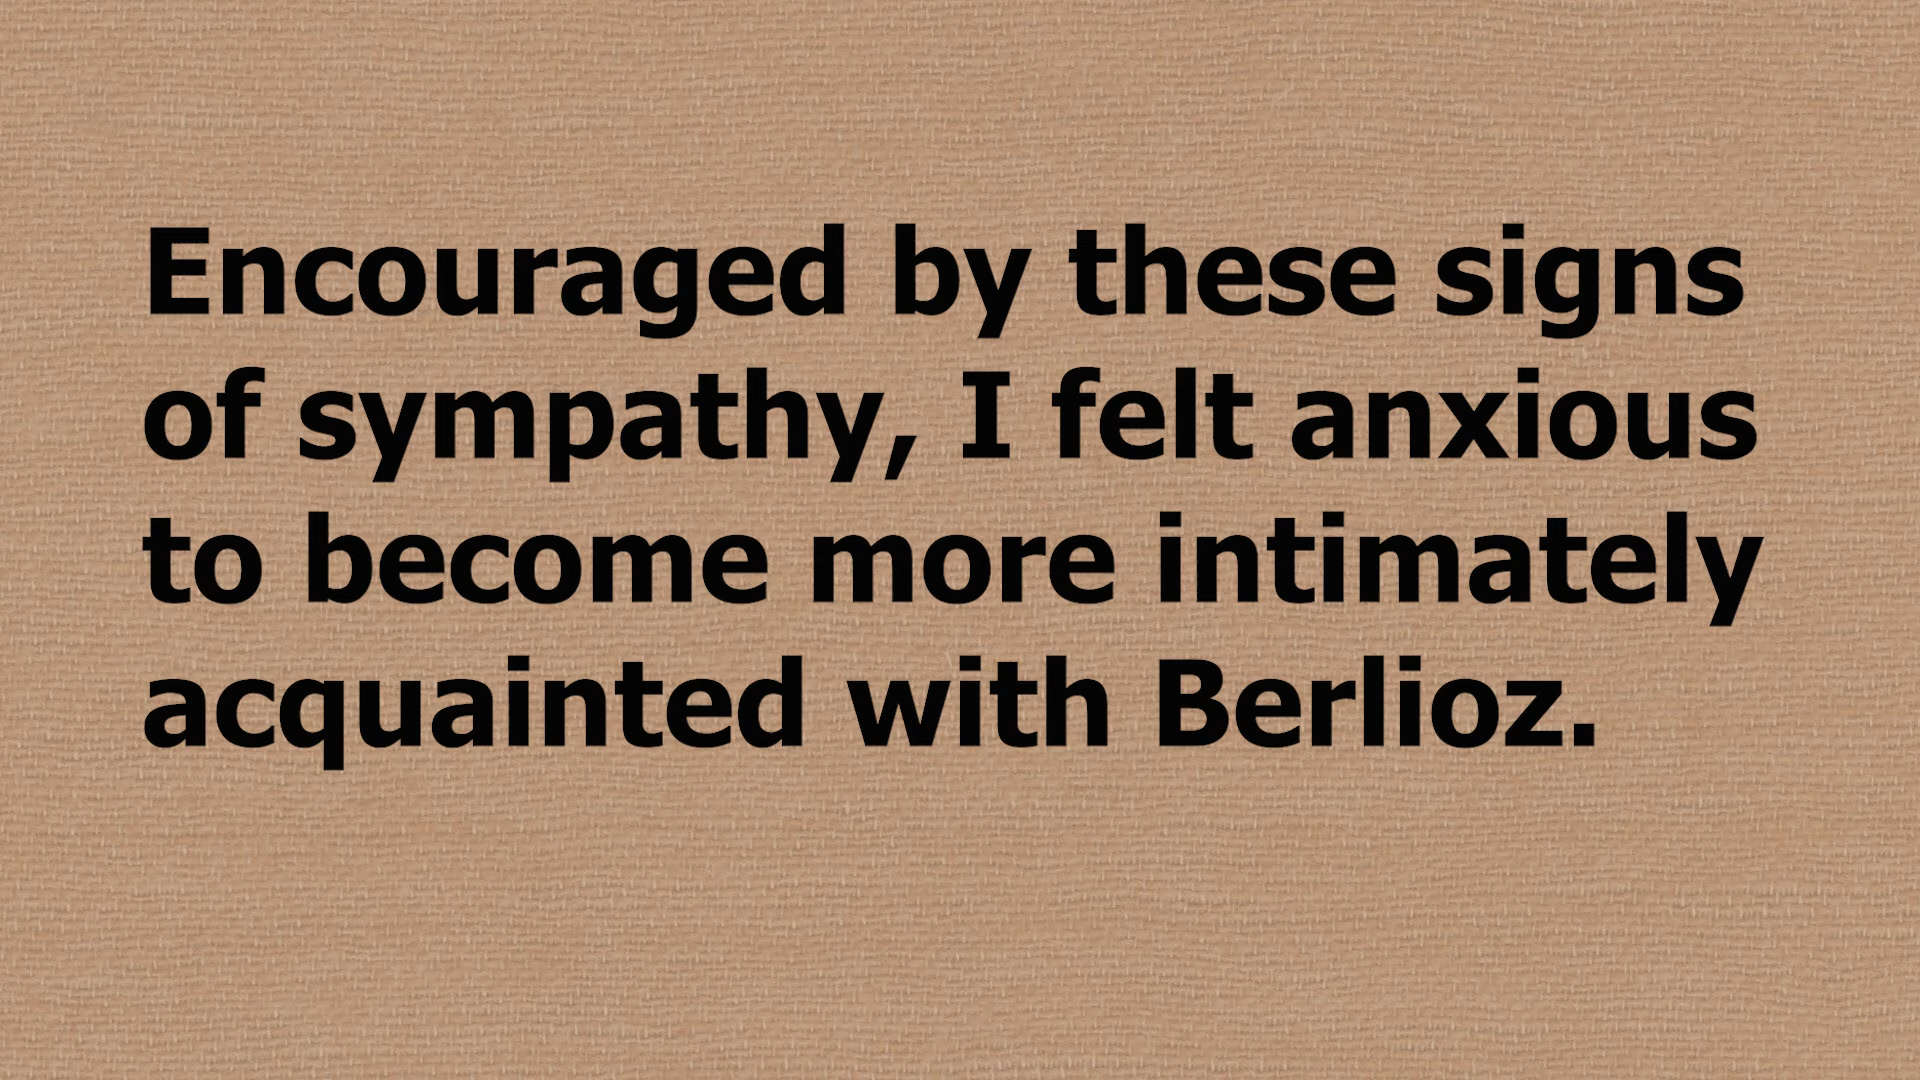 Encouraged by these signs
of sympathy, I felt anxious
to become more intimately
acquainted with Berlioz.